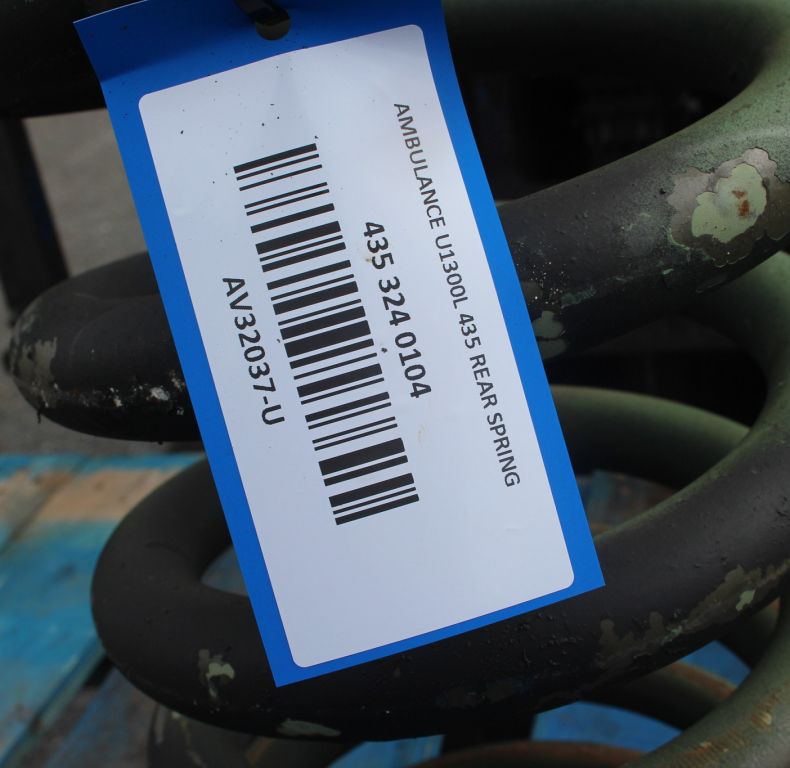 AMBULANCE U1300L 435 REAR SPRING
435 324 0104
AV32037-U